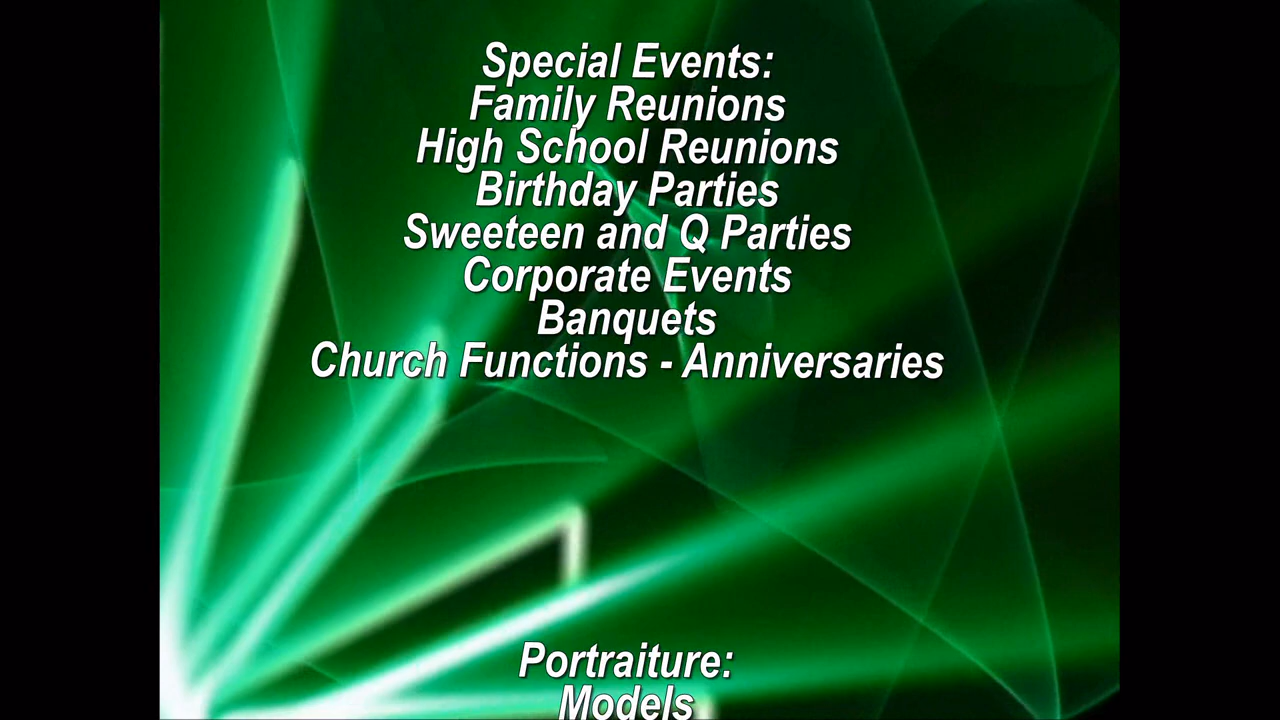 Special Events:
Family Reunions
High School Reunions
Birthday Parties
Sweeteen and Q Parties
Corporate Events
Banquets
Church Functions - Anniversaries
Portraiture:
Models